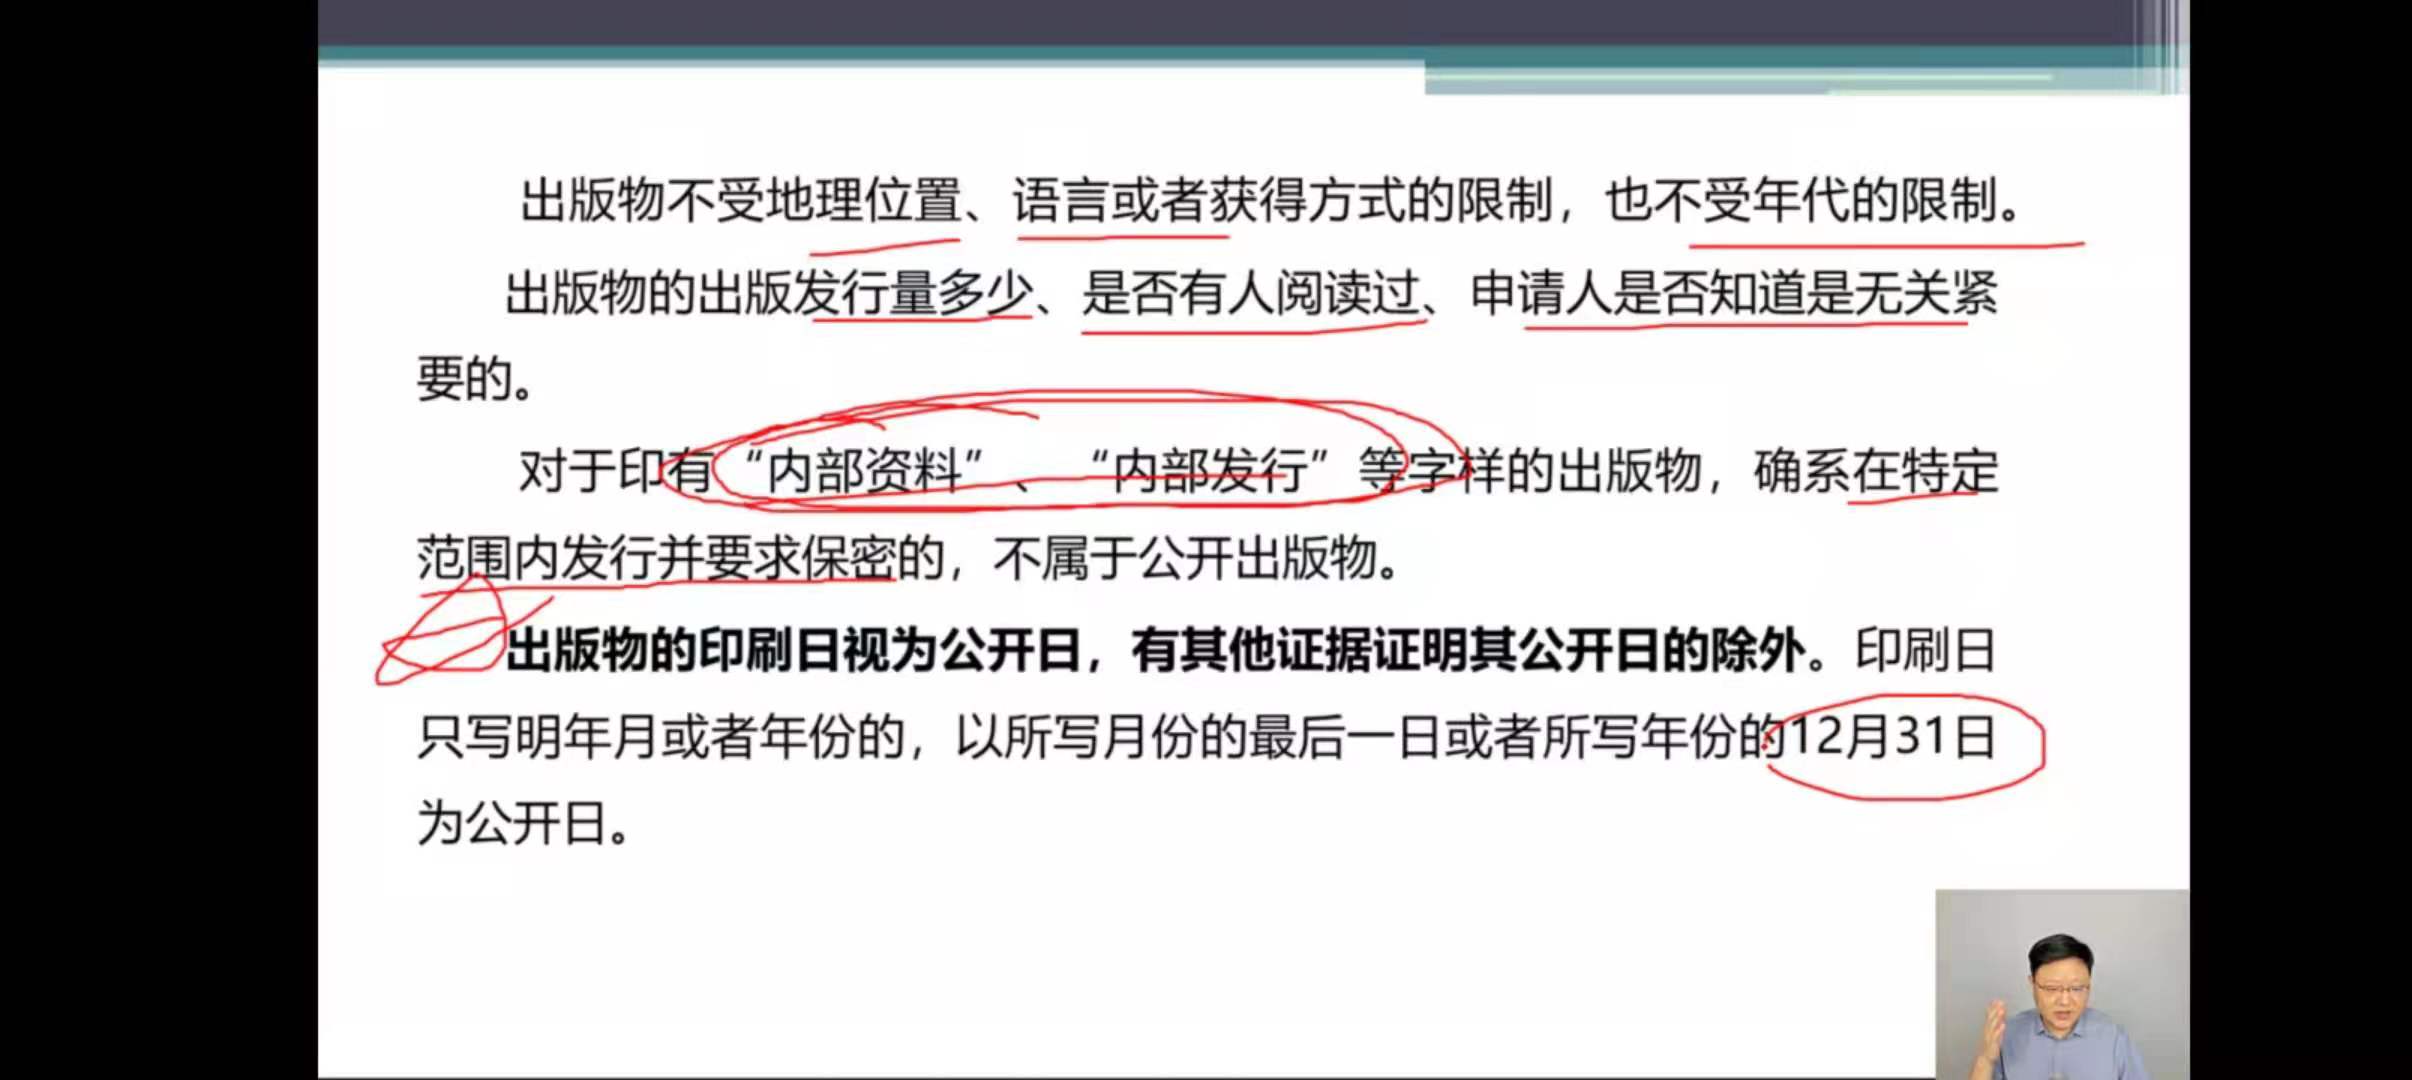 出版物不受地理位置、语言或者获得方式的限制，也不受年代的限制。
出版物的出版发行量多少、是否有人阅读过、申请人是否知道是无关紧
要的。
对于印有“内部资料”、“内部发行”等字样的出版物，确系在特定
范围内发行并要求保密的，不属于公开出版物。
出版物的印刷日视为公开日，有其他证据证明其公开日的除外。印刷日
只写明年月或者年份的，以所写月份的最后一日或者所写年份的12月31日
为公开日。